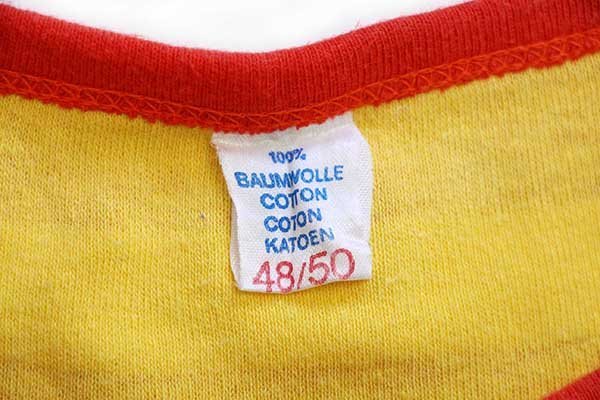 100%
BAUMWOLLE
COTTON
COTON
KATOEN
48/50